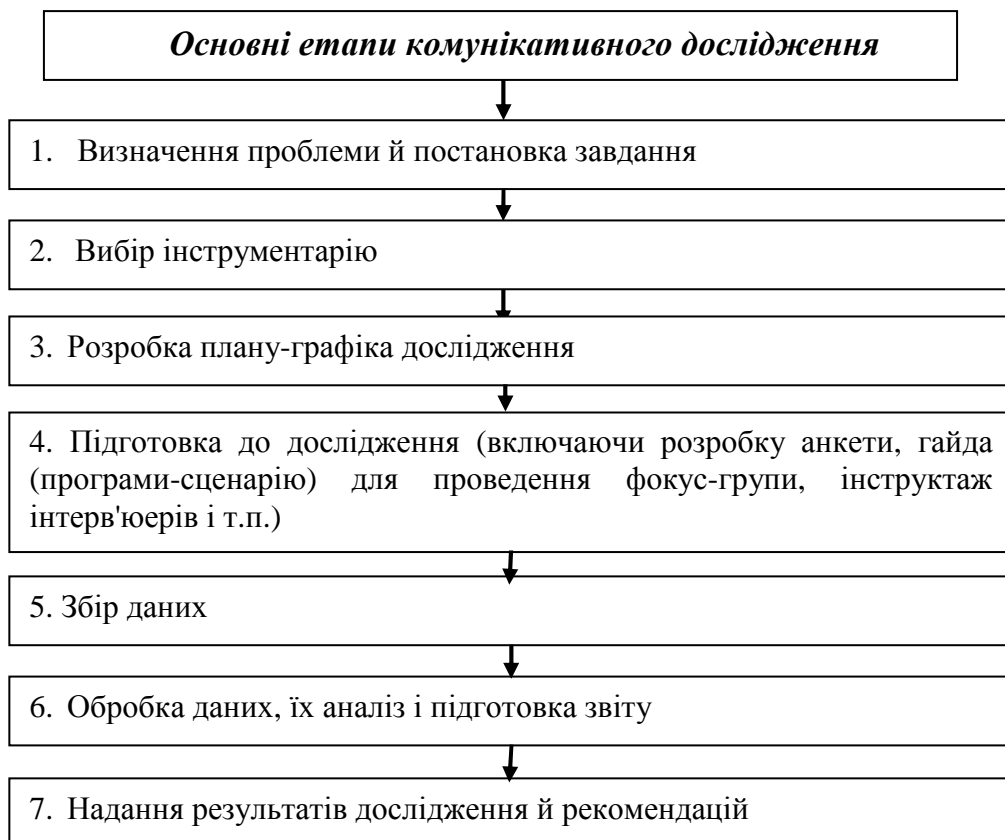 Основні етапи комунікативного дослідження
1. Визначення проблеми й постановка завдання
2. Вибір інструментарію
3. Розробка плану-графіка дослідження
4. Підготовка до дослідження (включаючи розробку анкети, гайда
(програми-сценарію) для проведення фокус-групи, інструктаж
інтерв'юерів і т.п.)
5. Збір даних
6. Обробка даних, їх аналіз і підготовка звіту
7. Надання результатів дослідження й рекомендацій